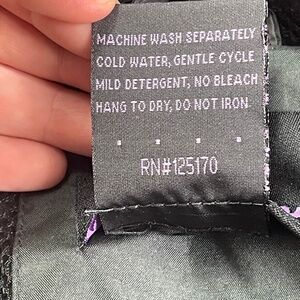 MACHINE WASH SEPARATELY
COLD WATER, GENTLE CYCLE
MILD DETERGENT, NO BLEACH
HANG TO DRY, DO NOT IRON.
RN#125170